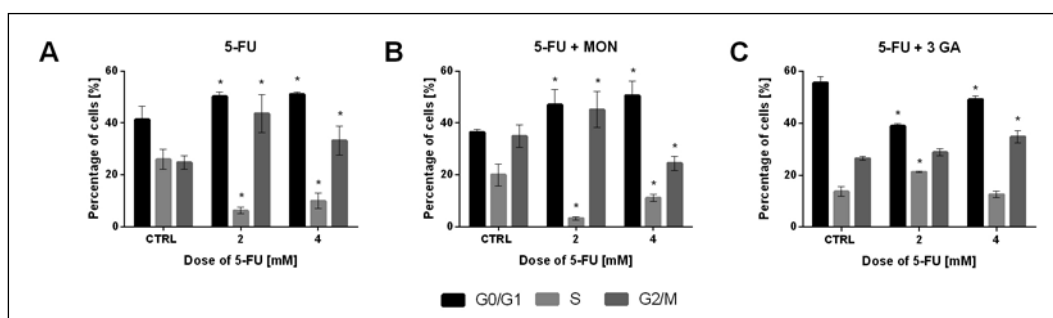 A
5-FU
Percentage of cells [%]
60
40
20
0
*
*
*
*
*
*
CTRL
2
4
Dose of 5-FU [mM]
B
5-FU + MON
Percentage of cells [%]
60
40
20
0
*
*
*
*
*
*
CTRL
2
4
Dose of 5-FU [mM]
C
5-FU + 3 GA
Percentage of cells [%]
60
40
20
0
*
*
*
*
CTRL
2
4
Dose of 5-FU [mM]
G0/G1 S G2/M